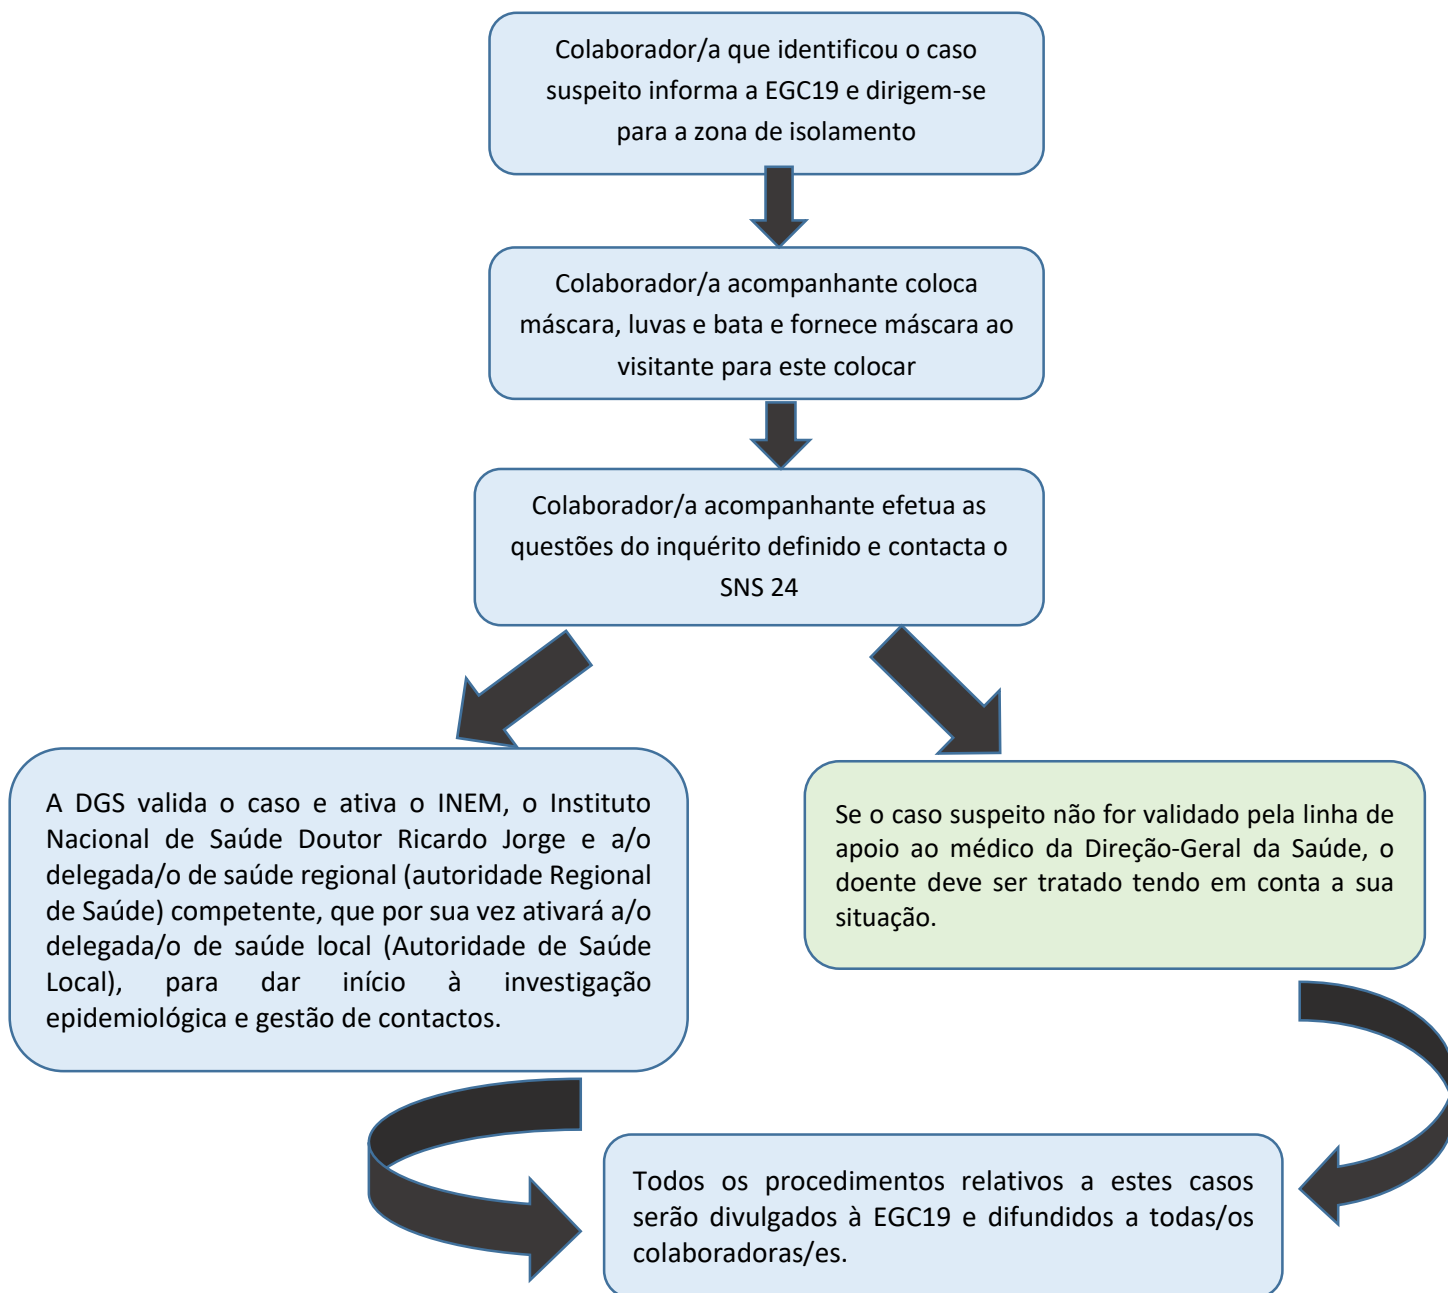 Colaborador/a que identificou o caso
suspeito informa a EGC19 e dirigem-se
para a zona de isolamento
Colaborador/a acompanhante coloca
máscara, luvas e bata e fornece máscara ao
visitante para este colocar
Colaborador/a acompanhante efetua as
questões do inquérito definido e contacta o
SNS 24
A DGS valida o caso e ativa o INEM, o Instituto
Nacional de Saúde Doutor Ricardo Jorge e a/o
delegada/o de saúde regional (autoridade Regional
de Saúde) competente, que por sua vez ativará a/o
delegada/o de saúde local (Autoridade de Saúde
Local), para dar início à investigação
epidemiológica e gestão de contactos.
Se o caso suspeito não for validado pela linha de
apoio ao médico da Direção-Geral da Saúde, o
doente deve ser tratado tendo em conta a sua
situação.
Todos os procedimentos relativos a estes casos
serão divulgados à EGC19 e difundidos a todas/os
colaboradoras/es.